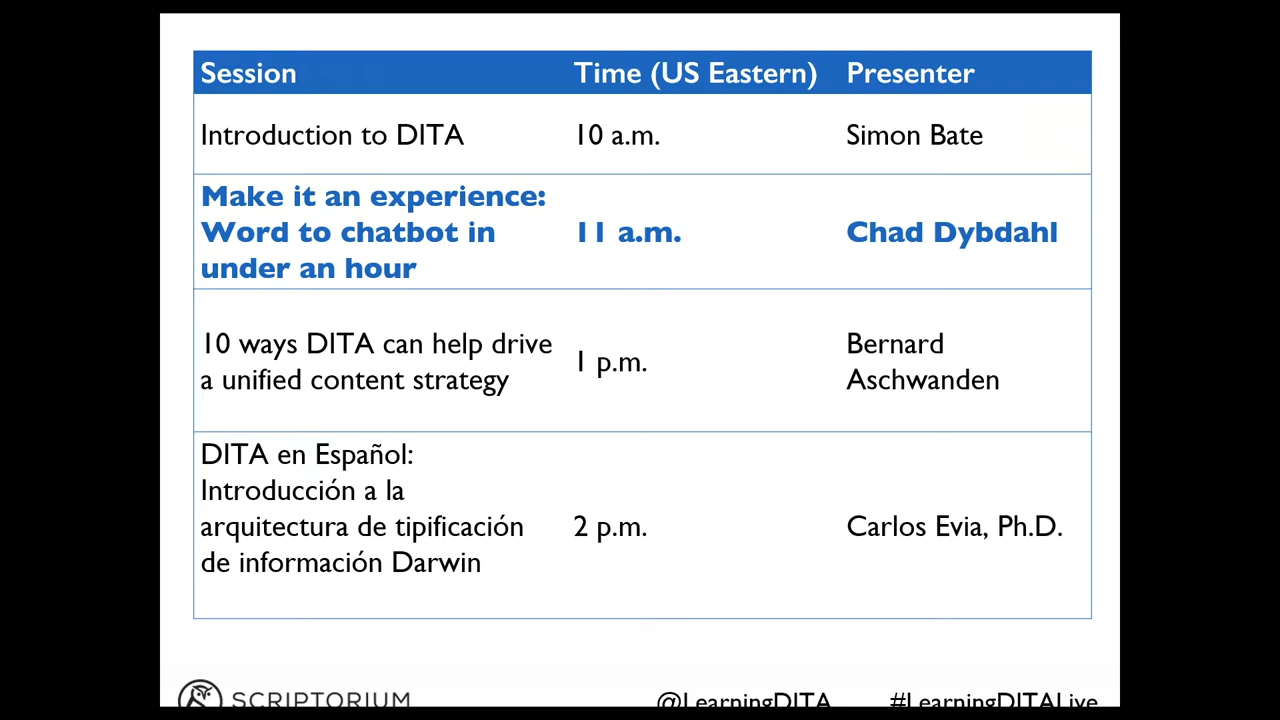 Session Time (US Eastern) Presenter
Introduction to DITA 10 a.m. Simon Bate
Make it an experience:
Word to chatbot in
under an hour
11 a.m.
Chad Dybdahl
10 ways DITA can help drive
a unified content strategy
1 p.m.
Bernard
Aschwanden
DITA en Español:
Introducción a la
arquitectura de tipificación
de información Darwin
2 p.m.
Carlos Evia, Ph.D.
SCRIPTORIUM @LearningDITA #LearningDITALive